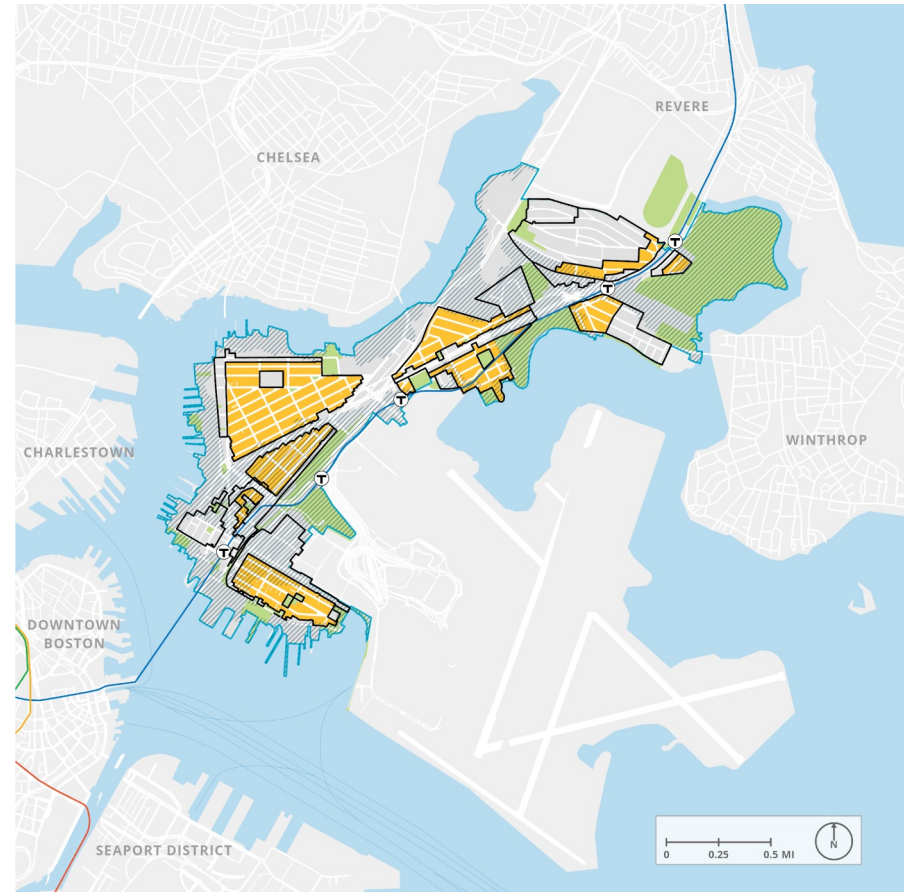 REVERE
CHELSEA
WINTHROP
CHARLESTOWN
DOWNTOWN
BOSTON
SEAPORT DISTRICT
T
T
T
T
T
N
0 0.25 0.5 MI